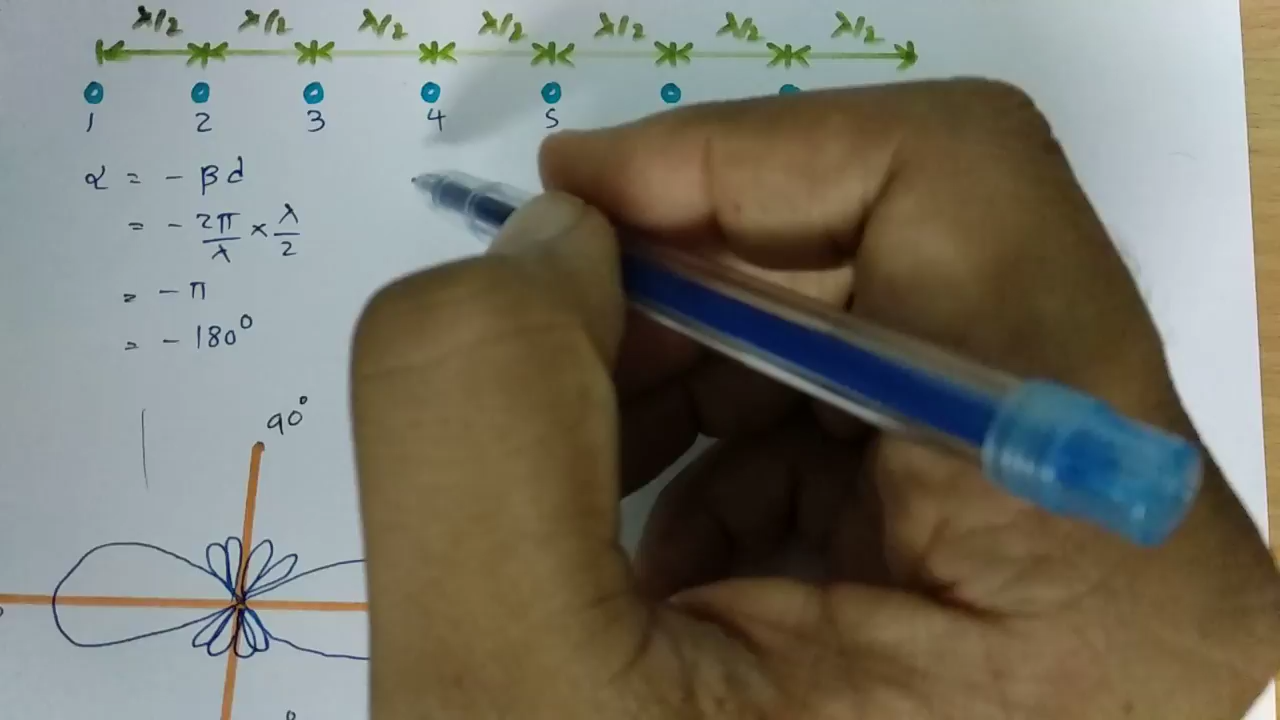 λ/2 λ/2 λ/2 λ/2 λ/2 λ/2 λ/2
1 2 3 4 5
α = - βd
= - 2π/λ × λ/2
= - π
= - 180°
90°